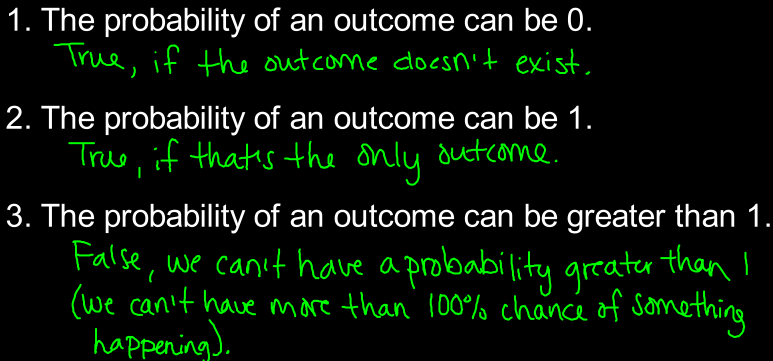 1. The probability of an outcome can be 0.
True, if the outcome doesn't exist.
2. The probability of an outcome can be 1.
True, if that's the only outcome.
3. The probability of an outcome can be greater than 1.
False, we can't have a probability greater than 1
(we can't have more than 100% chance of something
happening).